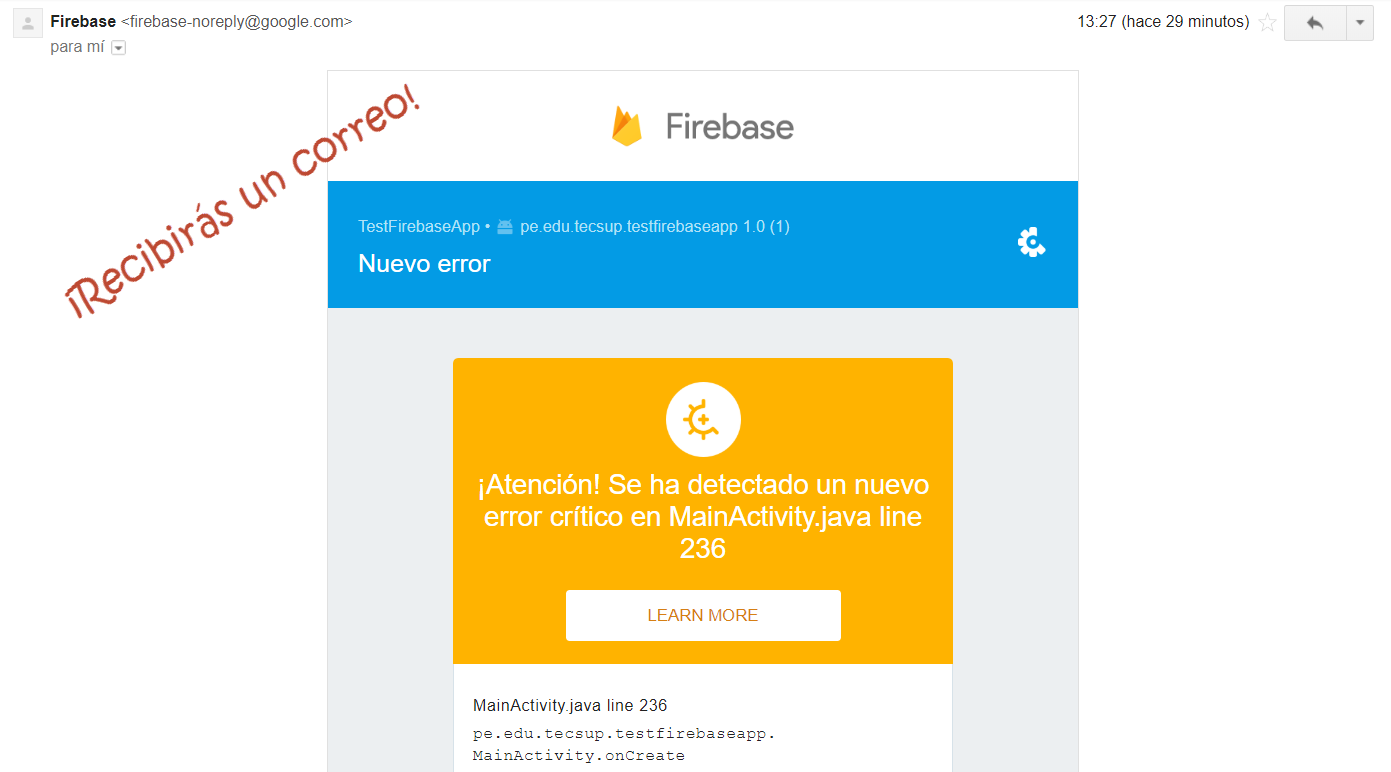 Firebase <firebase-noreply@google.com>
13:27 (hace 29 minutos)
para mí
¡Recibirás un correo!
Firebase
TestFirebaseApp • pe.edu.tecsup.testfirebaseapp 1.0 (1)
Nuevo error
¡Atención! Se ha detectado un nuevo
error crítico en MainActivity.java line
236
LEARN MORE
MainActivity.java line 236
pe.edu.tecsup.testfirebaseapp.
MainActivity.onCreate